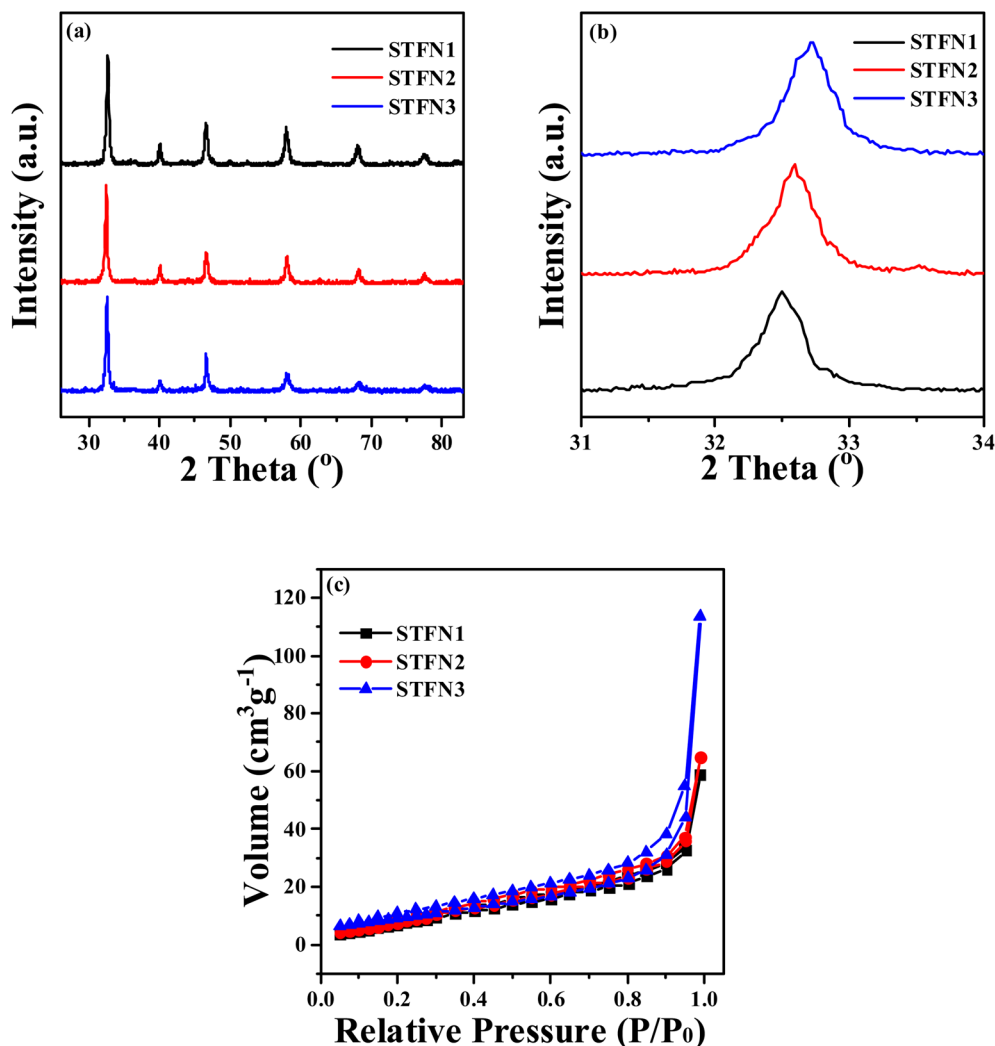 (a)
STFN1
STFN2
STFN3
Intensity (a.u.)
30 40 50 60 70 80
2 Theta (°)
(b)
STFN1
STFN2
STFN3
Intensity (a.u.)
31 32 33 34
2 Theta (°)
(c)
STFN1
STFN2
STFN3
Volume (cm³g⁻¹)
120
100
80
60
40
20
0
0.0 0.2 0.4 0.6 0.8 1.0
Relative Pressure (P/P₀)